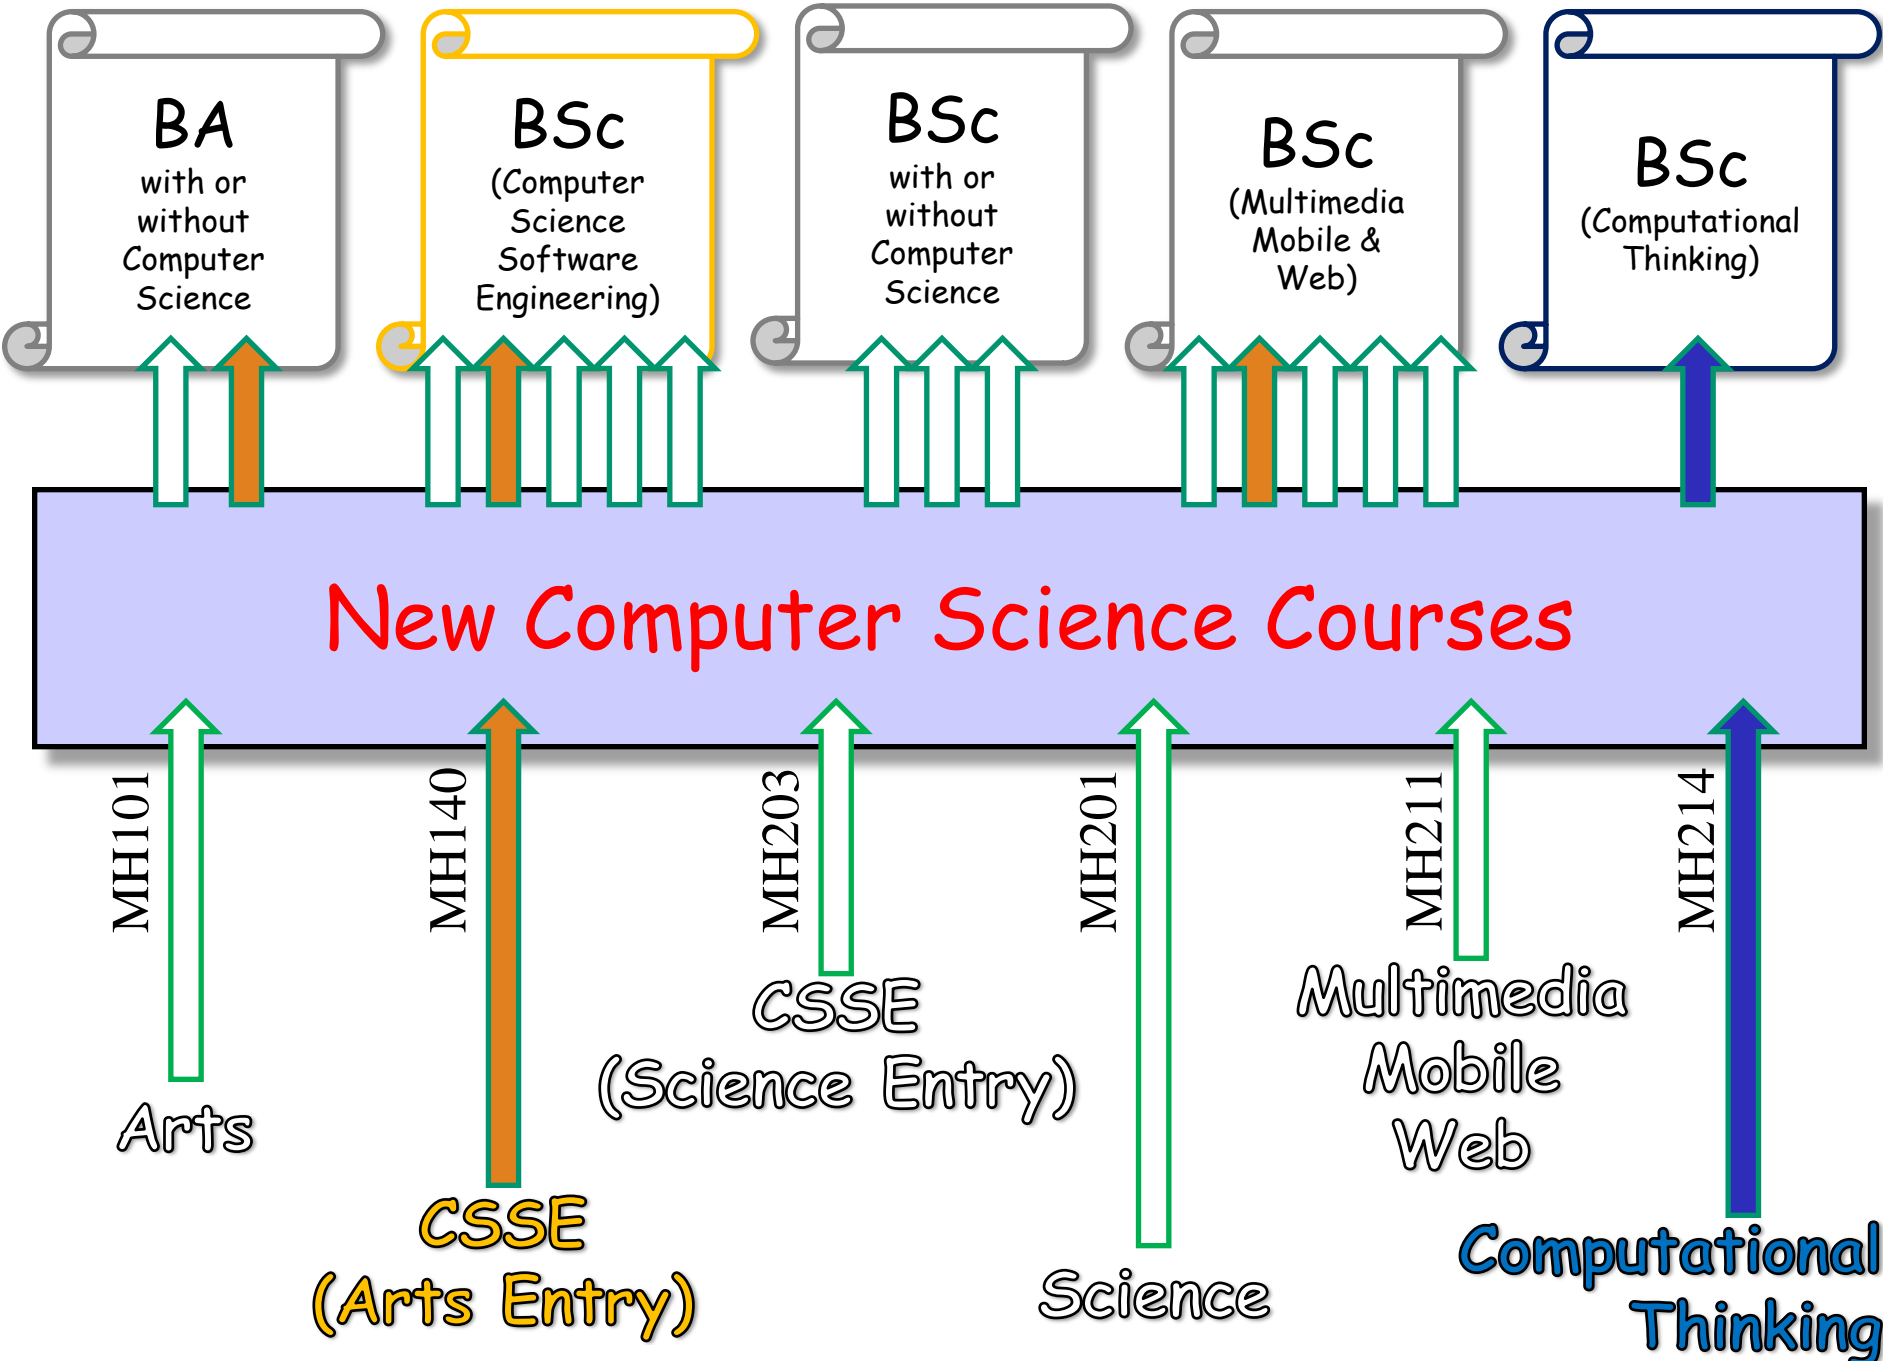 BA
with or
without
Computer
Science
BSc
(Computer
Science
Software
Engineering)
BSc
with or
without
Computer
Science
BSc
(Multimedia
Mobile &
Web)
BSc
(Computational
Thinking)
New Computer Science Courses
MH101
MH140
MH203
MH201
MH211
MH214
Arts
CSSE
(Arts Entry)
CSSE
(Science Entry)
Science
Multimedia
Mobile
Web
Computational
Thinking